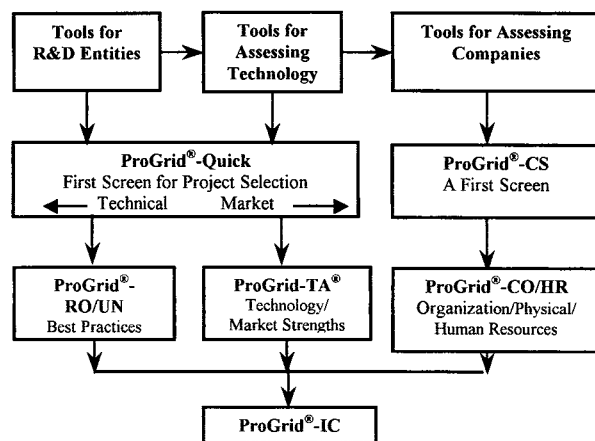 Tools for
R&D Entities
Tools for
Assessing
Technology
Tools for Assessing
Companies
ProGrid®-Quick
First Screen for Project Selection
Technical Market
ProGrid®-CS
A First Screen
ProGrid®-
RO/UN
Best Practices
ProGrid-TA®
Technology/
Market Strengths
ProGrid®-CO/HR
Organization/Physical/
Human Resources
ProGrid®-IC